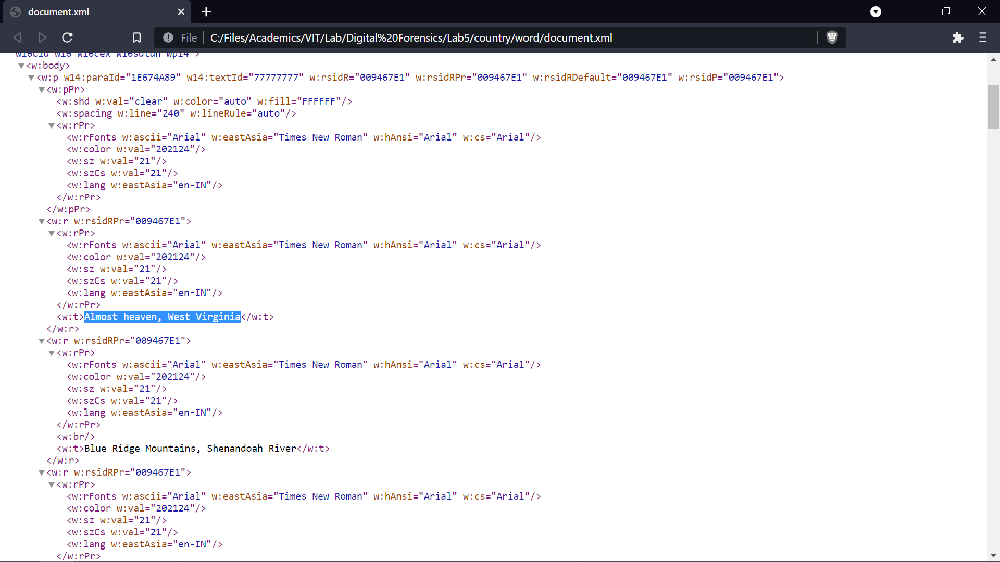 document.xml
File C:/Files/Academics/VIT/Lab/Digital%20Forensics/Lab5/country/word/document.xml
w16cid w16 w16cex w16sdtdh wp14">
<w:body>
<w:p w14:paraId="1E674A89" w14:textId="77777777" w:rsidR="009467E1" w:rsidRPr="009467E1" w:rsidRDefault="009467E1" w:rsidP="009467E1">
<w:pPr>
<w:shd w:val="clear" w:color="auto" w:fill="FFFFFF"/>
<w:spacing w:line="240" w:lineRule="auto"/>
<w:rPr>
<w:rFonts w:ascii="Arial" w:eastAsia="Times New Roman" w:hAnsi="Arial" w:cs="Arial"/>
<w:color w:val="202124"/>
<w:sz w:val="21"/>
<w:szCs w:val="21"/>
<w:lang w:eastAsia="en-IN"/>
</w:rPr>
</w:pPr>
<w:r w:rsidRPr="009467E1">
<w:rPr>
<w:rFonts w:ascii="Arial" w:eastAsia="Times New Roman" w:hAnsi="Arial" w:cs="Arial"/>
<w:color w:val="202124"/>
<w:sz w:val="21"/>
<w:szCs w:val="21"/>
<w:lang w:eastAsia="en-IN"/>
</w:rPr>
<w:t>Almost heaven, West Virginia</w:t>
</w:r>
<w:r w:rsidRPr="009467E1">
<w:rPr>
<w:rFonts w:ascii="Arial" w:eastAsia="Times New Roman" w:hAnsi="Arial" w:cs="Arial"/>
<w:color w:val="202124"/>
<w:sz w:val="21"/>
<w:szCs w:val="21"/>
<w:lang w:eastAsia="en-IN"/>
</w:rPr>
<w:br/>
<w:t>Blue Ridge Mountains, Shenandoah River</w:t>
</w:r>
<w:r w:rsidRPr="009467E1">
<w:rPr>
<w:rFonts w:ascii="Arial" w:eastAsia="Times New Roman" w:hAnsi="Arial" w:cs="Arial"/>
<w:color w:val="202124"/>
<w:sz w:val="21"/>
<w:szCs w:val="21"/>
<w:lang w:eastAsia="en-IN"/>
</w:rPr>